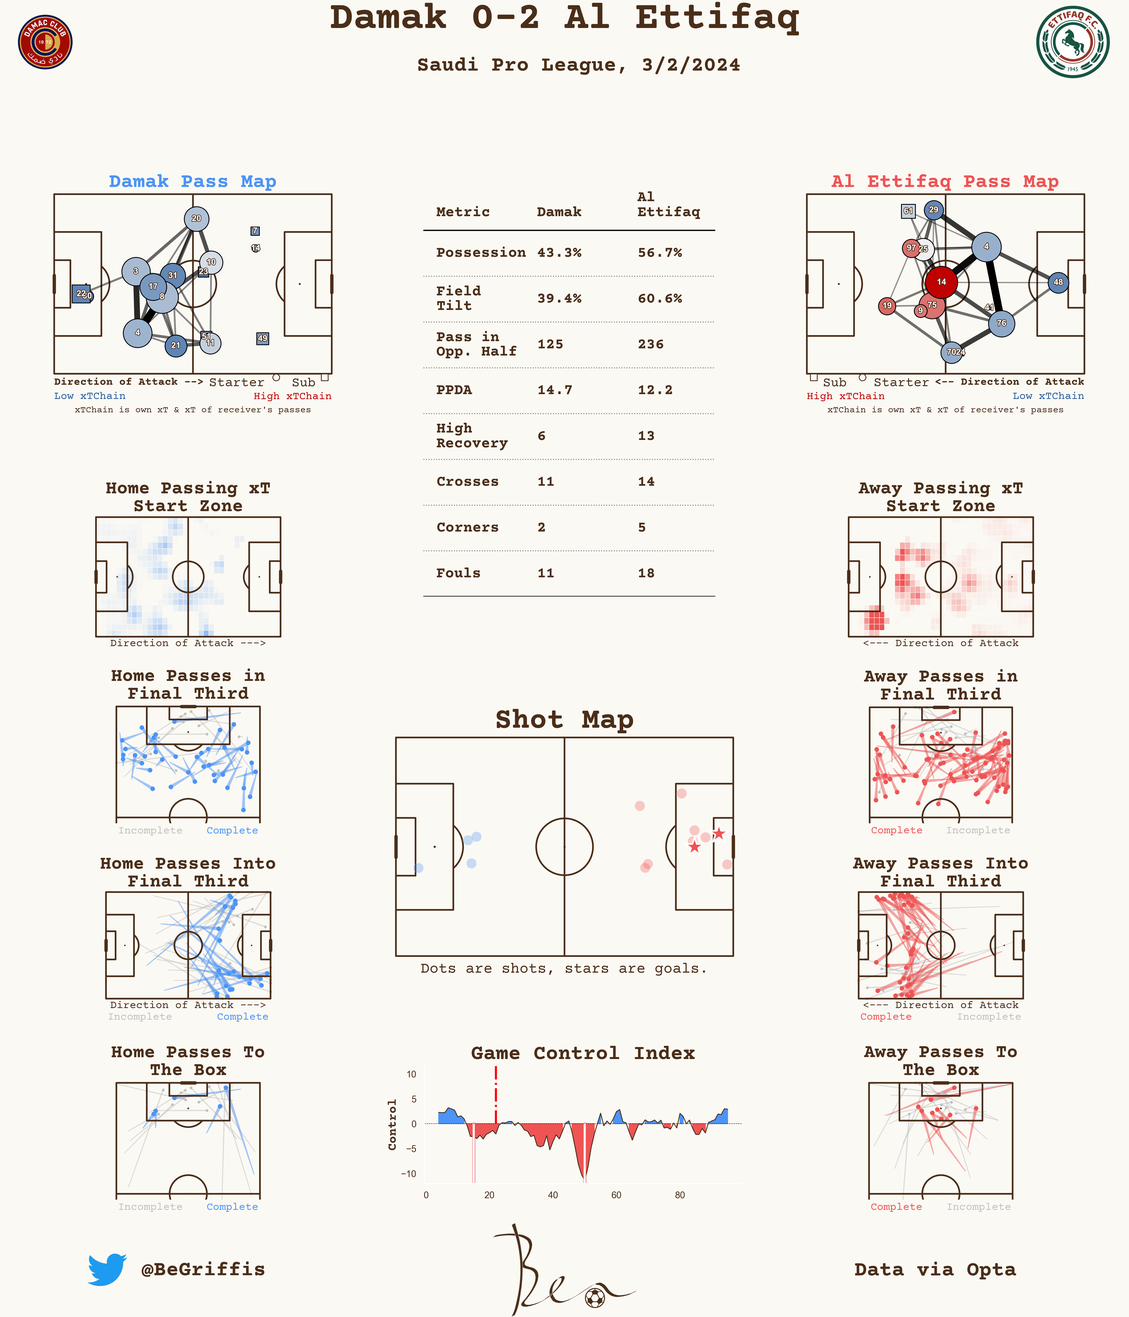 Damak 0-2 Al Ettifaq
Saudi Pro League, 3/2/2024
DAMAC CLUB
ETTIFAQ F.C.
1945
Damak Pass Map
20
7
14
10
3
31
23
17
22
8
4
21
11
49
Direction of Attack --> Starter Sub
Low xTChain High xTChain
xTChain is own xT & xT of receiver's passes
Metric Damak Al Ettifaq
Possession 43.3% 56.7%
Field Tilt 39.4% 60.6%
Pass in Opp. Half 125 236
PPDA 14.7 12.2
High Recovery 6 13
Crosses 11 14
Corners 2 5
Fouls 11 18
Al Ettifaq Pass Map
61
29
97
25
4
14
48
19
9
75
76
70
24
Sub Starter <-- Direction of Attack
High xTChain Low xTChain
xTChain is own xT & xT of receiver's passes
Home Passing xT
Start Zone
Direction of Attack --->
Away Passing xT
Start Zone
<--- Direction of Attack
Home Passes in
Final Third
Incomplete Complete
Away Passes in
Final Third
Complete Incomplete
Shot Map
Dots are shots, stars are goals.
Home Passes Into
Final Third
Direction of Attack --->
Incomplete Complete
Away Passes Into
Final Third
<--- Direction of Attack
Complete Incomplete
Home Passes To
The Box
Incomplete Complete
Game Control Index
Control
10
5
0
−5
−10
0 20 40 60 80
Away Passes To
The Box
Complete Incomplete
@BeGriffis
Ben
Data via Opta